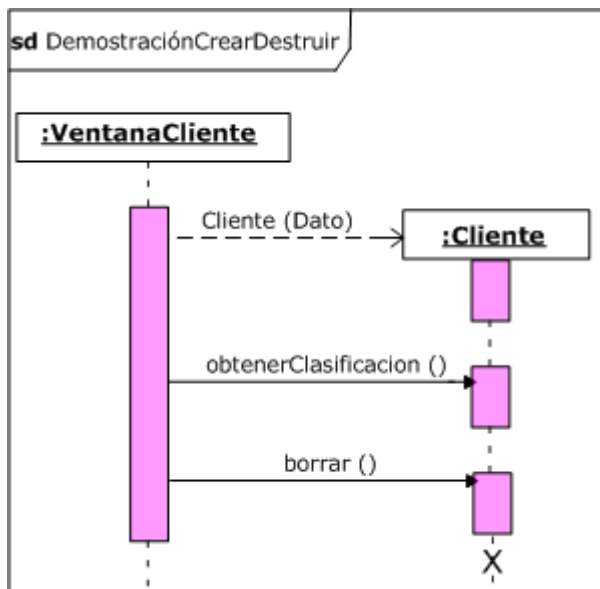 sd DemostraciónCrearDestruir
:VentanaCliente
Cliente (Dato)
:Cliente
obtenerClasificacion ()
borrar ()
X